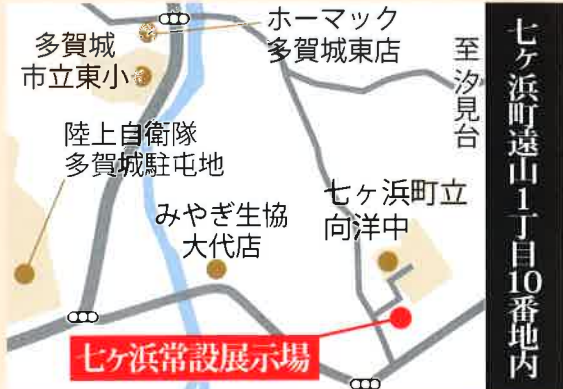 七ヶ浜町遠山1丁目10番地内
ホーマック
多賀城東店
多賀城
市立東小
至 汐見台
陸上自衛隊
多賀城駐屯地
みやぎ生協
大代店
七ヶ浜町立
向洋中
七ヶ浜常設展示場